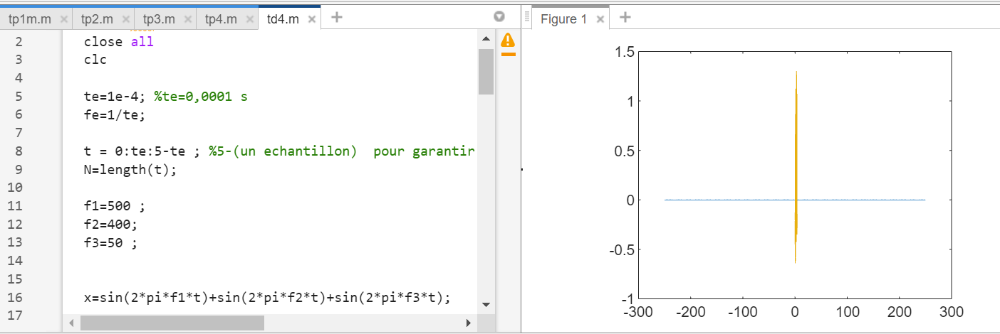 tp1m.m × tp2.m × tp3.m × tp4.m × td4.m × +
2 close all
3 clc
4
5 te=1e-4; %te=0,0001 s
6 fe=1/te;
7
8 t = 0:te:5-te ; %5-(un echantillon)  pour garantir
9 N=length(t);
10
11 f1=500 ;
12 f2=400;
13 f3=50 ;
14
15
16 x=sin(2*pi*f1*t)+sin(2*pi*f2*t)+sin(2*pi*f3*t);
17
Figure 1 × +
1.5
1
0.5
0
-0.5
-1
-300 -200 -100 0 100 200 300